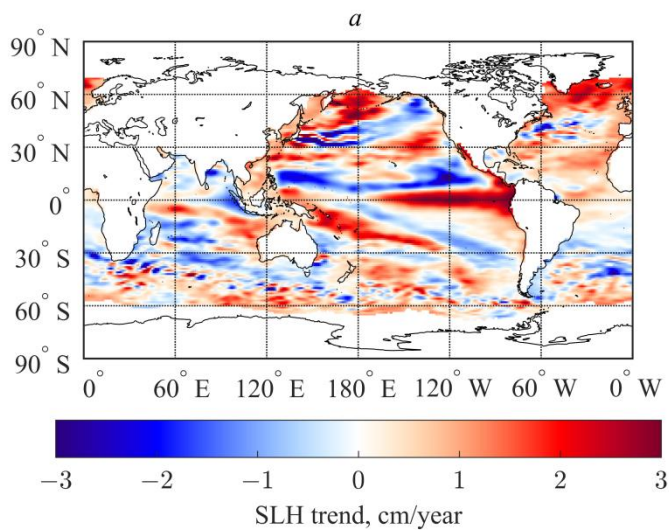 a
90° N
60° N
30° N
0°
30° S
60° S
90° S
0° 60° E 120° E 180° E 120° W 60° W 0° W
−3 −2 −1 0 1 2 3
SLH trend, cm/year